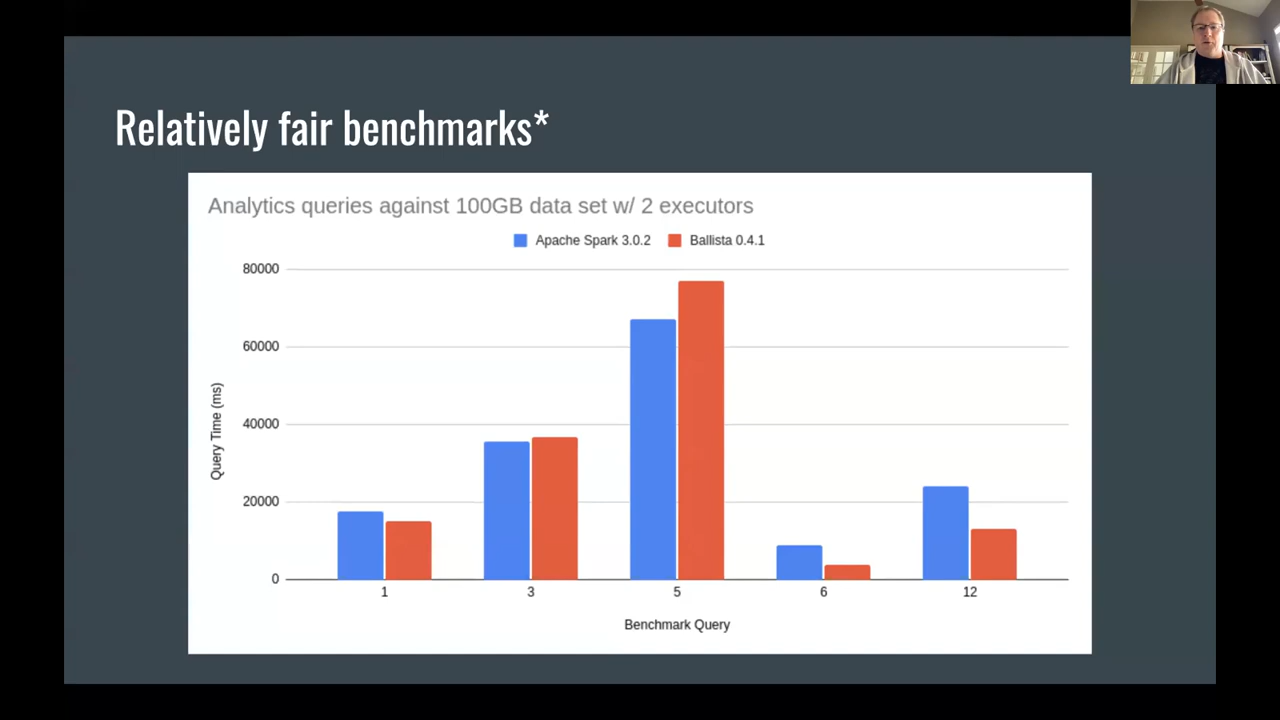 Relatively fair benchmarks*
Analytics queries against 100GB data set w/ 2 executors
Apache Spark 3.0.2 Ballista 0.4.1
80000
60000
40000
20000
0
Query Time (ms)
1 3 5 6 12
Benchmark Query